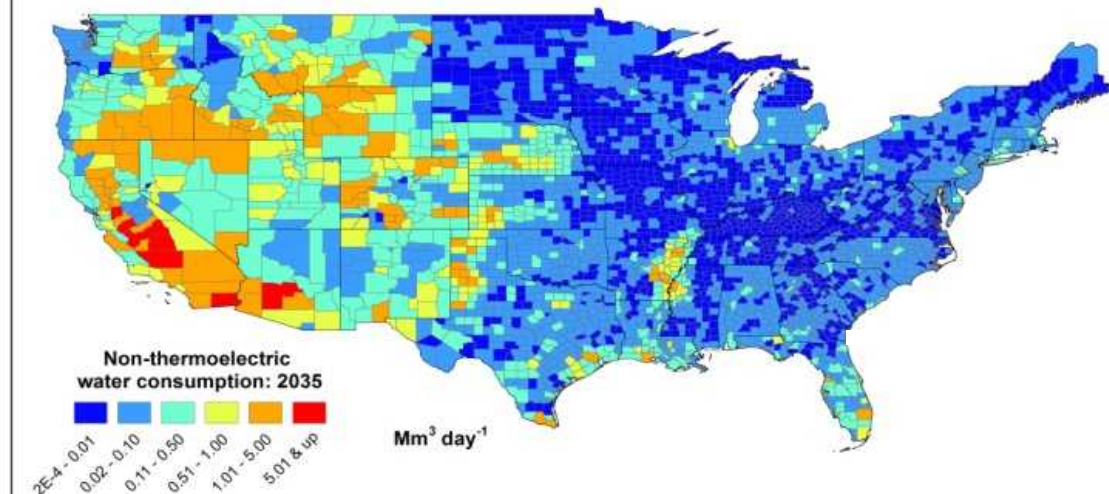 Non-thermoelectric
water consumption: 2035
2E-4 - 0.01
0.02 - 0.10
0.11 - 0.50
0.51 - 1.00
1.01 - 5.00
5.01 & up
Mm³ day⁻¹